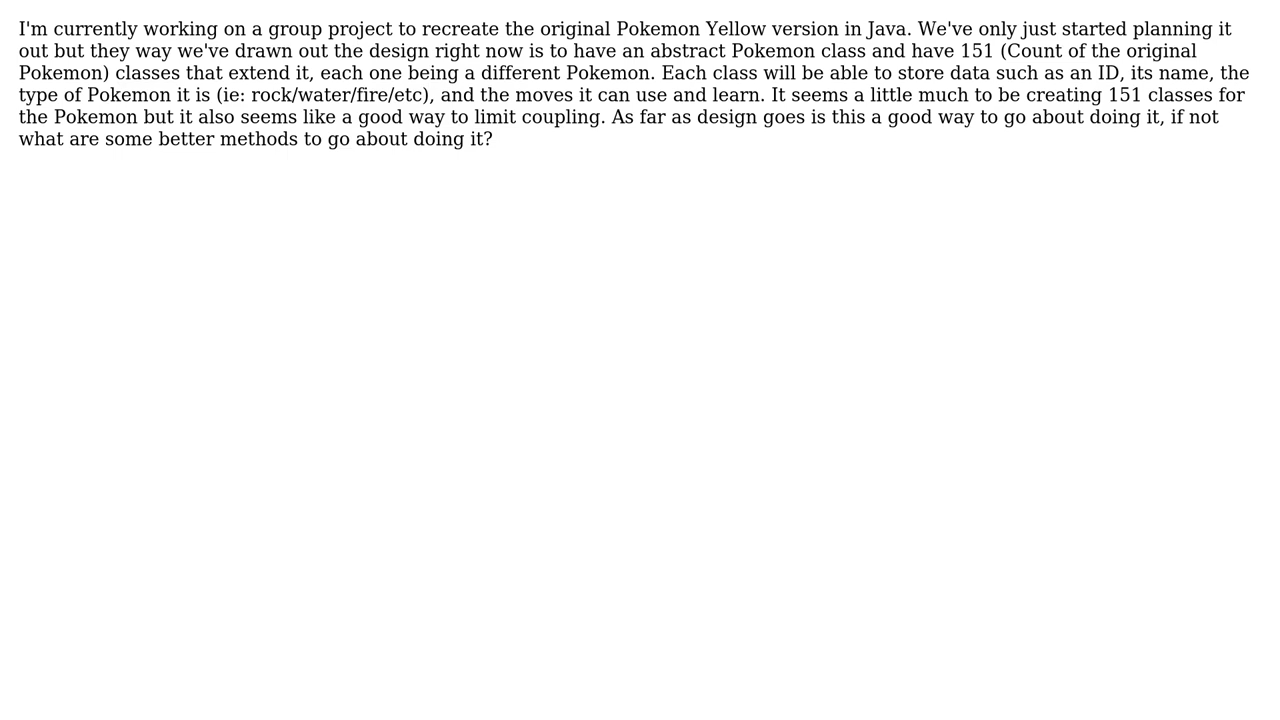 I'm currently working on a group project to recreate the original Pokemon Yellow version in Java. We've only just started planning it
out but they way we've drawn out the design right now is to have an abstract Pokemon class and have 151 (Count of the original
Pokemon) classes that extend it, each one being a different Pokemon. Each class will be able to store data such as an ID, its name, the
type of Pokemon it is (ie: rock/water/fire/etc), and the moves it can use and learn. It seems a little much to be creating 151 classes for
the Pokemon but it also seems like a good way to limit coupling. As far as design goes is this a good way to go about doing it, if not
what are some better methods to go about doing it?